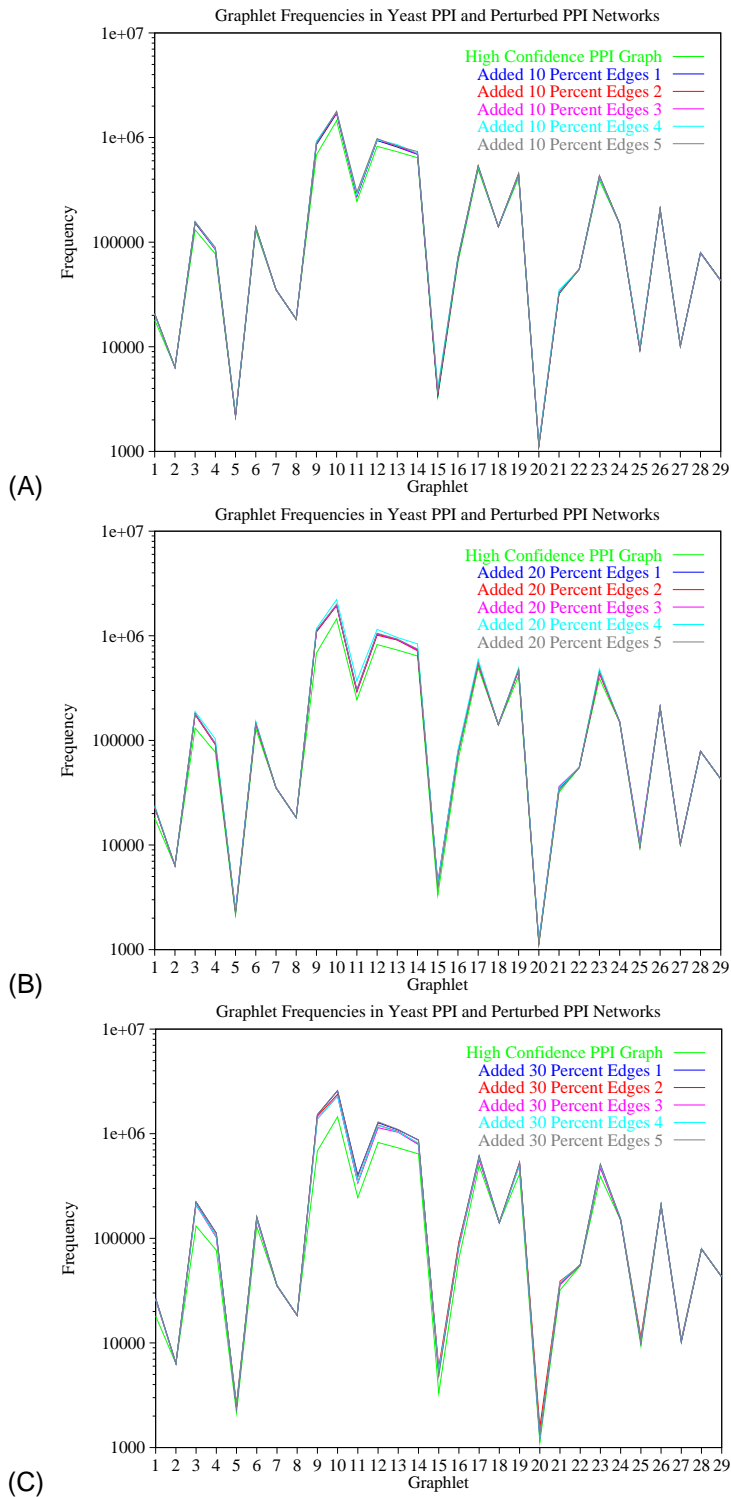 Graphlet Frequencies in Yeast PPI and Perturbed PPI Networks
1e+07
1e+06
100000
10000
1000
Frequency
High Confidence PPI Graph
Added 10 Percent Edges 1
Added 10 Percent Edges 2
Added 10 Percent Edges 3
Added 10 Percent Edges 4
Added 10 Percent Edges 5
1 2 3 4 5 6 7 8 9 10 11 12 13 14 15 16 17 18 19 20 21 22 23 24 25 26 27 28 29
Graphlet
(A)
Graphlet Frequencies in Yeast PPI and Perturbed PPI Networks
1e+07
1e+06
100000
10000
1000
Frequency
High Confidence PPI Graph
Added 20 Percent Edges 1
Added 20 Percent Edges 2
Added 20 Percent Edges 3
Added 20 Percent Edges 4
Added 20 Percent Edges 5
1 2 3 4 5 6 7 8 9 10 11 12 13 14 15 16 17 18 19 20 21 22 23 24 25 26 27 28 29
Graphlet
(B)
Graphlet Frequencies in Yeast PPI and Perturbed PPI Networks
1e+07
1e+06
100000
10000
1000
Frequency
High Confidence PPI Graph
Added 30 Percent Edges 1
Added 30 Percent Edges 2
Added 30 Percent Edges 3
Added 30 Percent Edges 4
Added 30 Percent Edges 5
1 2 3 4 5 6 7 8 9 10 11 12 13 14 15 16 17 18 19 20 21 22 23 24 25 26 27 28 29
Graphlet
(C)